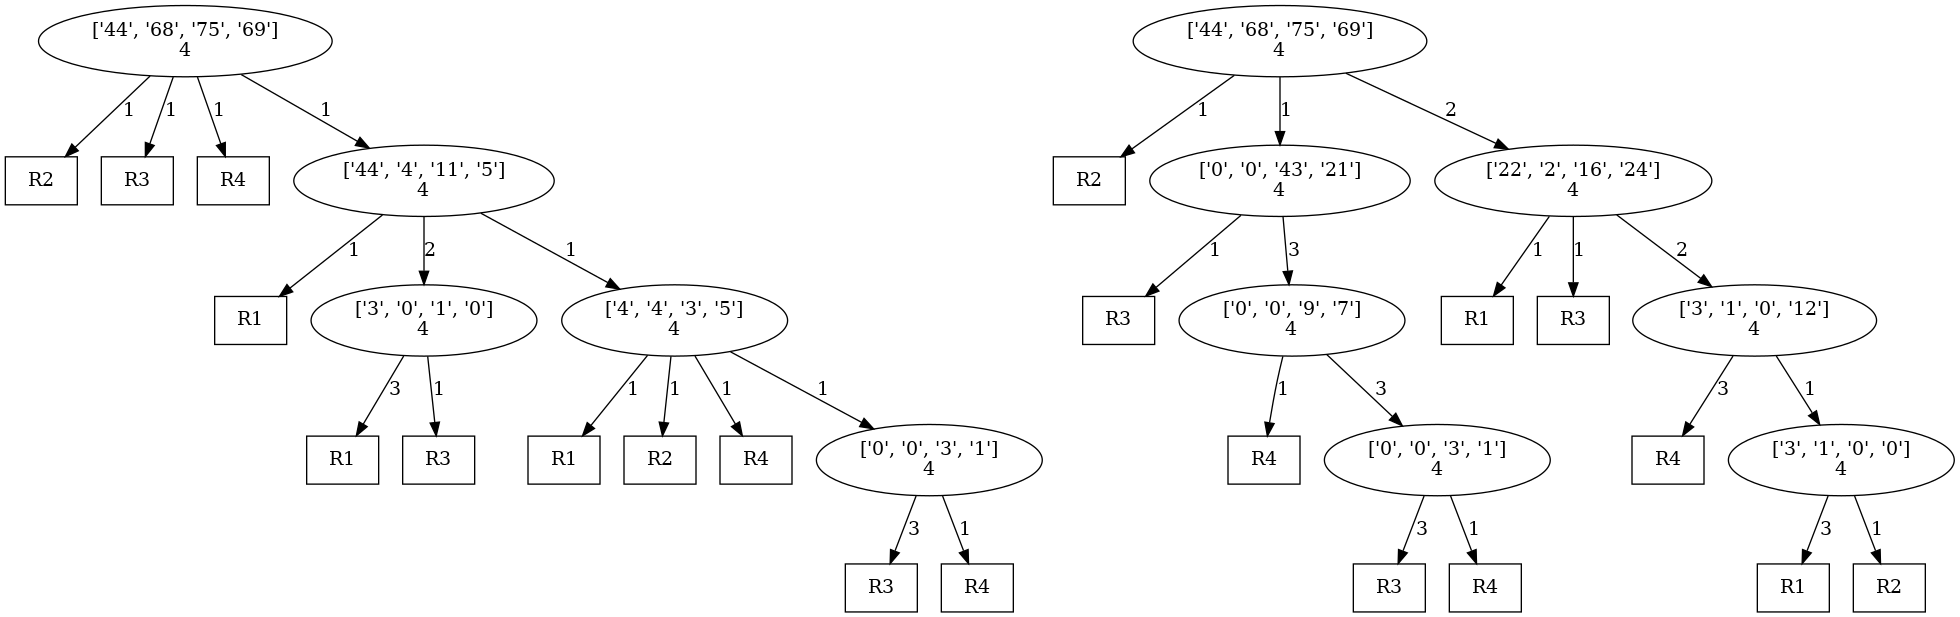 ['44', '68', '75', '69']
4
['44', '68', '75', '69']
4
1
1
1
1
1
1
2
R2
R3
R4
['44', '4', '11', '5']
4
R2
['0', '0', '43', '21']
4
['22', '2', '16', '24']
4
1
2
1
1
3
1
1
2
R1
['3', '0', '1', '0']
4
['4', '4', '3', '5']
4
R3
['0', '0', '9', '7']
4
R1
R3
['3', '1', '0', '12']
4
3
1
1
1
1
1
1
3
3
1
R1
R3
R1
R2
R4
['0', '0', '3', '1']
4
R4
['0', '0', '3', '1']
4
R4
['3', '1', '0', '0']
4
3
1
3
1
3
1
R3
R4
R3
R4
R1
R2